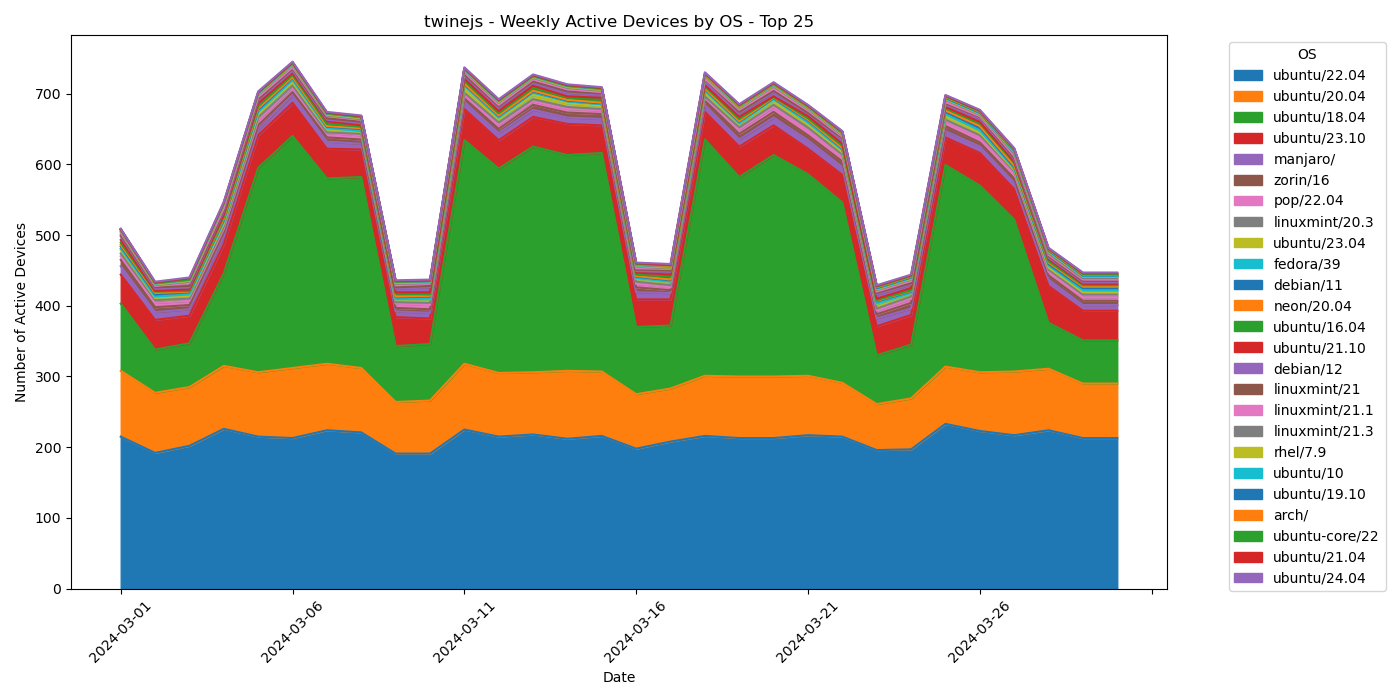 twinejs - Weekly Active Devices by OS - Top 25
Number of Active Devices
700
600
500
400
300
200
100
0
2024-03-01
2024-03-06
2024-03-11
2024-03-16
2024-03-21
2024-03-26
Date
OS
ubuntu/22.04
ubuntu/20.04
ubuntu/18.04
ubuntu/23.10
manjaro/
zorin/16
pop/22.04
linuxmint/20.3
ubuntu/23.04
fedora/39
debian/11
neon/20.04
ubuntu/16.04
ubuntu/21.10
debian/12
linuxmint/21
linuxmint/21.1
linuxmint/21.3
rhel/7.9
ubuntu/10
ubuntu/19.10
arch/
ubuntu-core/22
ubuntu/21.04
ubuntu/24.04